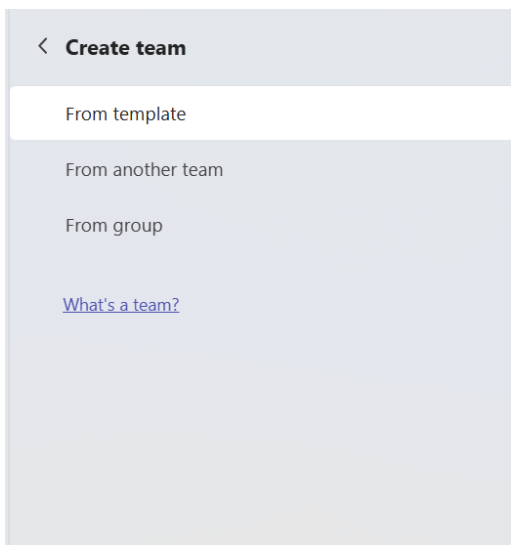 Create team
From template
From another team
From group
What's a team?